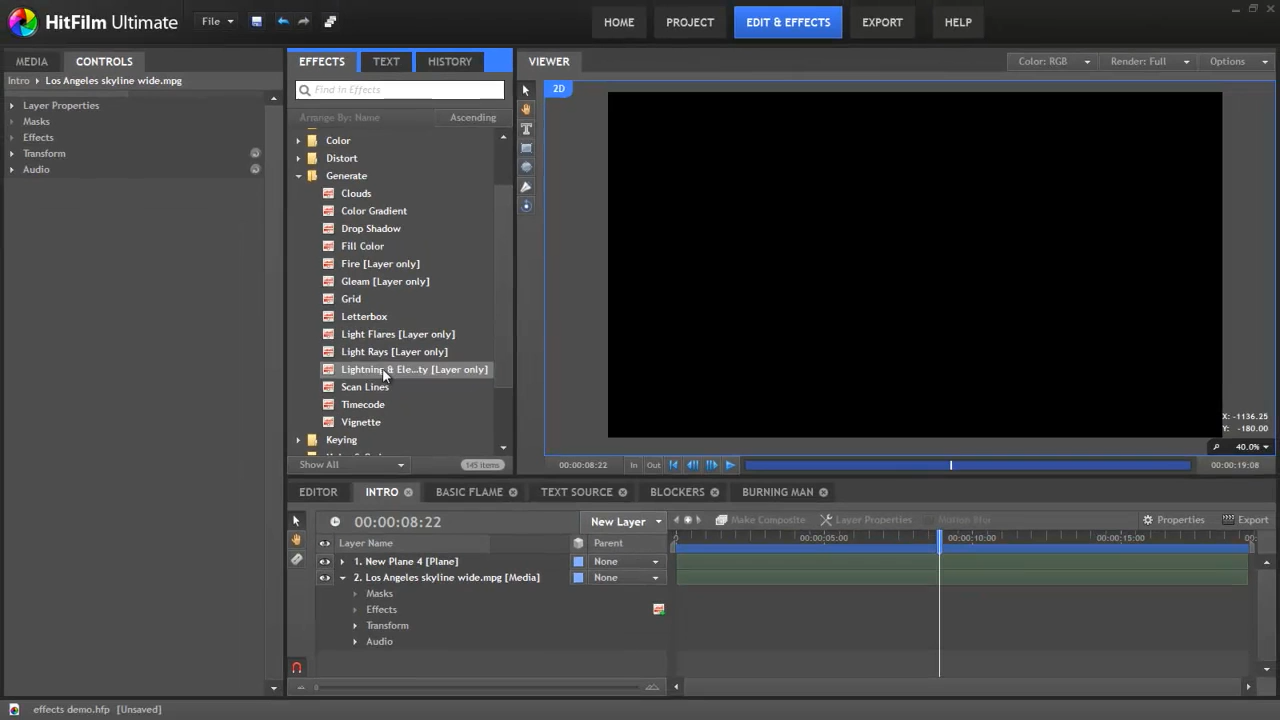 HitFilm Ultimate
File
HOME
PROJECT
EDIT & EFFECTS
EXPORT
HELP
MEDIA
CONTROLS
Intro
Los Angeles skyline wide.mpg
Layer Properties
Masks
Effects
Transform
Audio
EFFECTS
TEXT
HISTORY
Find in Effects
Arrange By: Name
Ascending
Color
Distort
Generate
Clouds
Color Gradient
Drop Shadow
Fill Color
Fire [Layer only]
Gleam [Layer only]
Grid
Letterbox
Light Flares [Layer only]
Light Rays [Layer only]
Lightning & Ele...ty [Layer only]
Scan Lines
Timecode
Vignette
Keying
Show All
145 items
VIEWER
Color: RGB
Render: Full
Options
2D
X: -1136.25
Y: -180.00
40.0%
00:00:08:22
In
Out
00:00:19:08
EDITOR
INTRO
BASIC FLAME
TEXT SOURCE
BLOCKERS
BURNING MAN
00:00:08:22
New Layer
Make Composite
Layer Properties
Motion Blur
Properties
Export
Layer Name
Parent
0
00:00:05:00
00:00:10:00
00:00:15:00
1. New Plane 4 [Plane]
None
2. Los Angeles skyline wide.mpg [Media]
None
Masks
Effects
Transform
Audio
effects demo.hfp
[Unsaved]